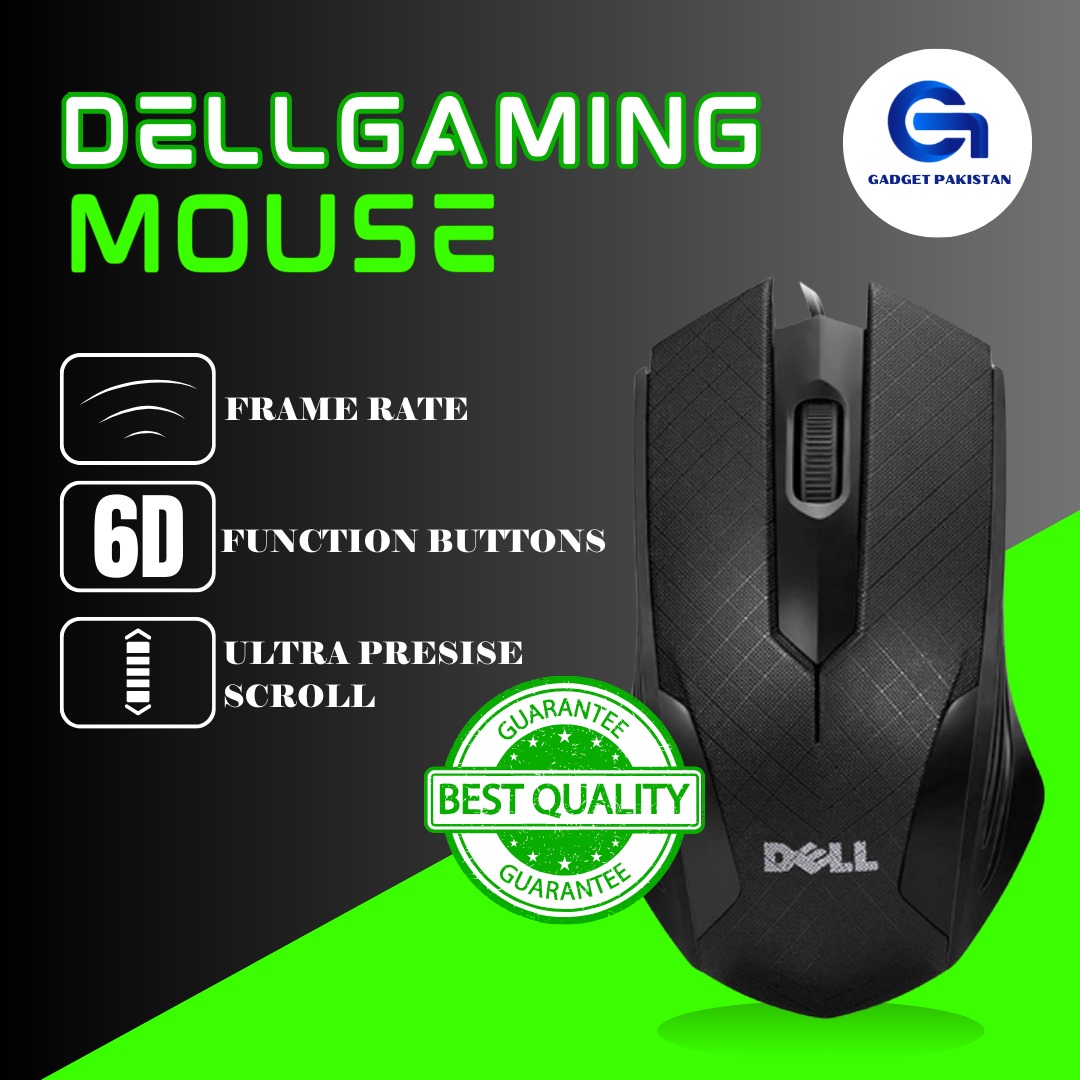 DELLGAMING
MOUSE
GADGET PAKISTAN
FRAME RATE
6D
FUNCTION BUTTONS
ULTRA PRESISE
SCROLL
GUARANTEE
BEST QUALITY
GUARANTEE
DELL